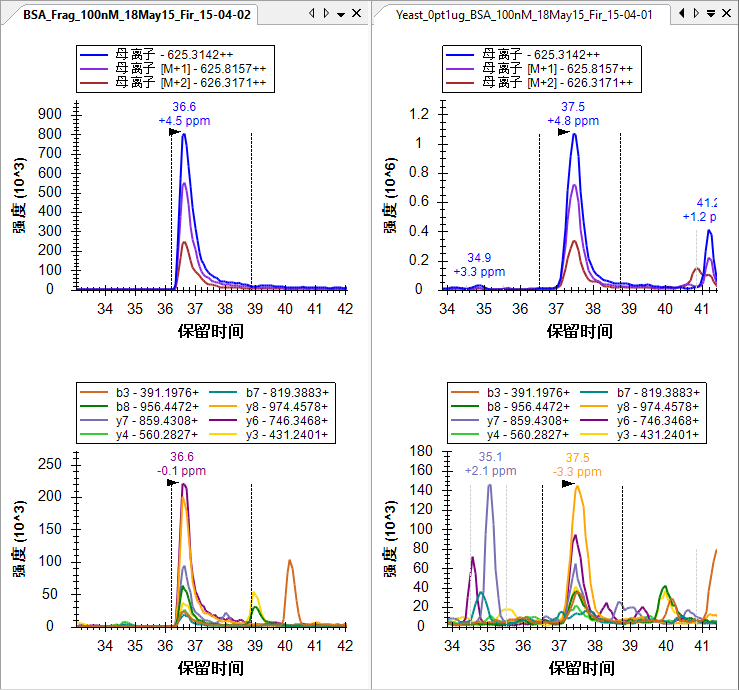 BSA_Frag_100nM_18May15_Fir_15-04-02
Yeast_0pt1ug_BSA_100nM_18May15_Fir_15-04-01
母离子 - 625.3142++
母离子 [M+1] - 625.8157++
母离子 [M+2] - 626.3171++
36.6
+4.5 ppm
900
800
700
600
500
400
300
200
100
0
强度 (10^3)
34 35 36 37 38 39 40 41 42
保留时间
母离子 - 625.3142++
母离子 [M+1] - 625.8157++
母离子 [M+2] - 626.3171++
37.5
+4.8 ppm
41.2
+1.2 p
34.9
+3.3 ppm
1.2
1
0.8
0.6
0.4
0.2
0
强度 (10^6)
34 35 36 37 38 39 40 41
保留时间
b3 - 391.1976+ b7 - 819.3883+
b8 - 956.4472+ y8 - 974.4578+
y7 - 859.4308+ y6 - 746.3468+
y4 - 560.2827+ y3 - 431.2401+
36.6
-0.1 ppm
250
200
150
100
50
0
强度 (10^3)
34 35 36 37 38 39 40 41 42
保留时间
b3 - 391.1976+ b7 - 819.3883+
b8 - 956.4472+ y8 - 974.4578+
y7 - 859.4308+ y6 - 746.3468+
y4 - 560.2827+ y3 - 431.2401+
35.1
+2.1 ppm
37.5
-3.3 ppm
180
160
140
120
100
80
60
40
20
0
强度 (10^3)
34 35 36 37 38 39 40 41
保留时间